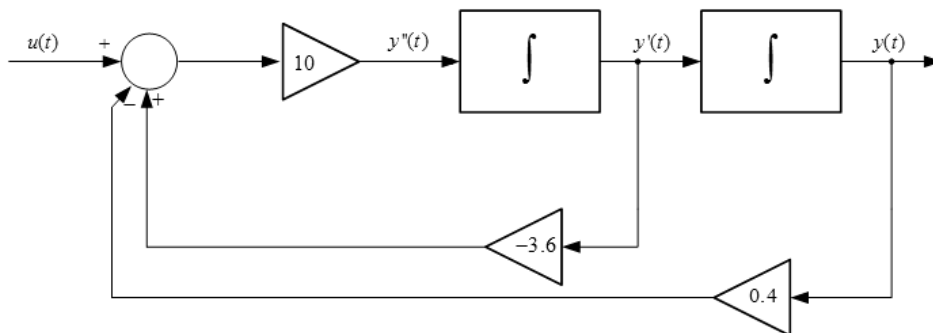 u(t) + 10 y"(t) ∫ y'(t) ∫ y(t)
− +
−3.6
0.4